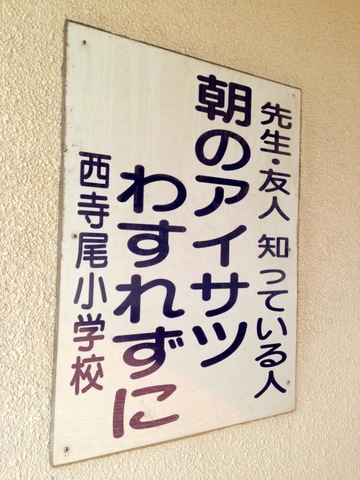 先生・友人 知っている人
朝のアイサツ
わすれずに
西寺尾小学校